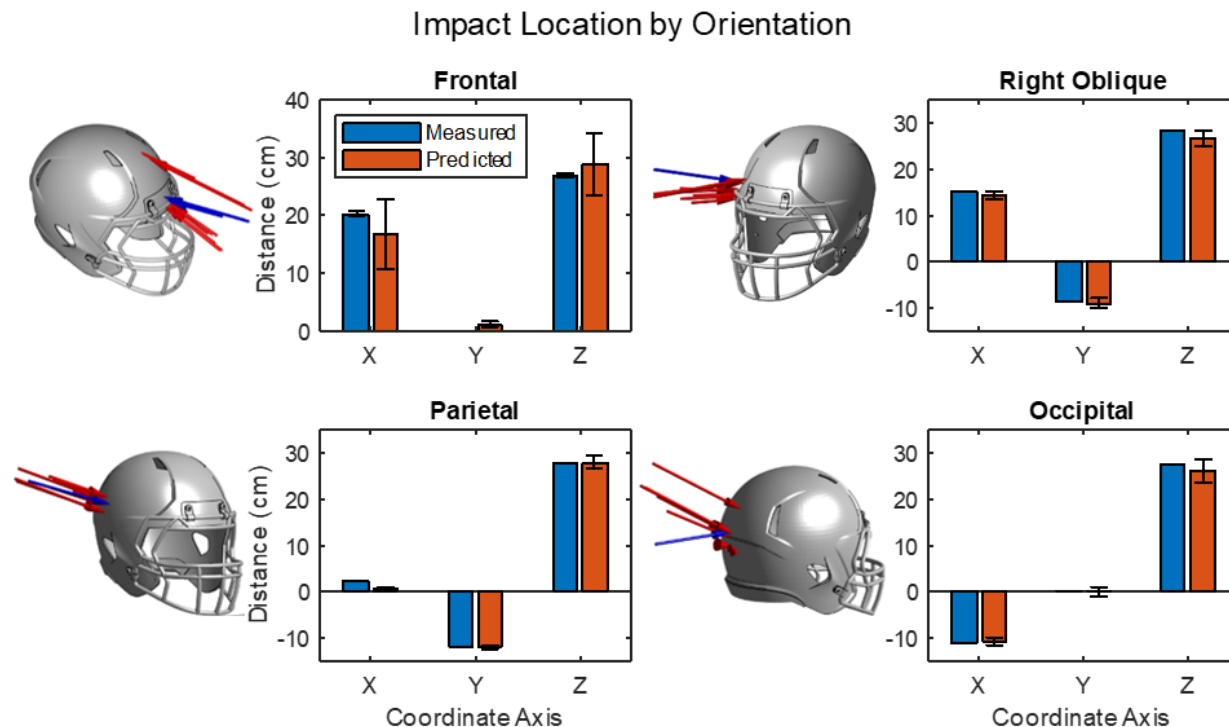 Impact Location by Orientation
Frontal
40
30
20
10
0
Distance (cm)
Measured
Predicted
X Y Z
Right Oblique
30
20
10
0
-10
X Y Z
Parietal
30
20
10
0
-10
Distance (cm)
X Y Z
Coordinate Axis
Occipital
30
20
10
0
-10
X Y Z
Coordinate Axis